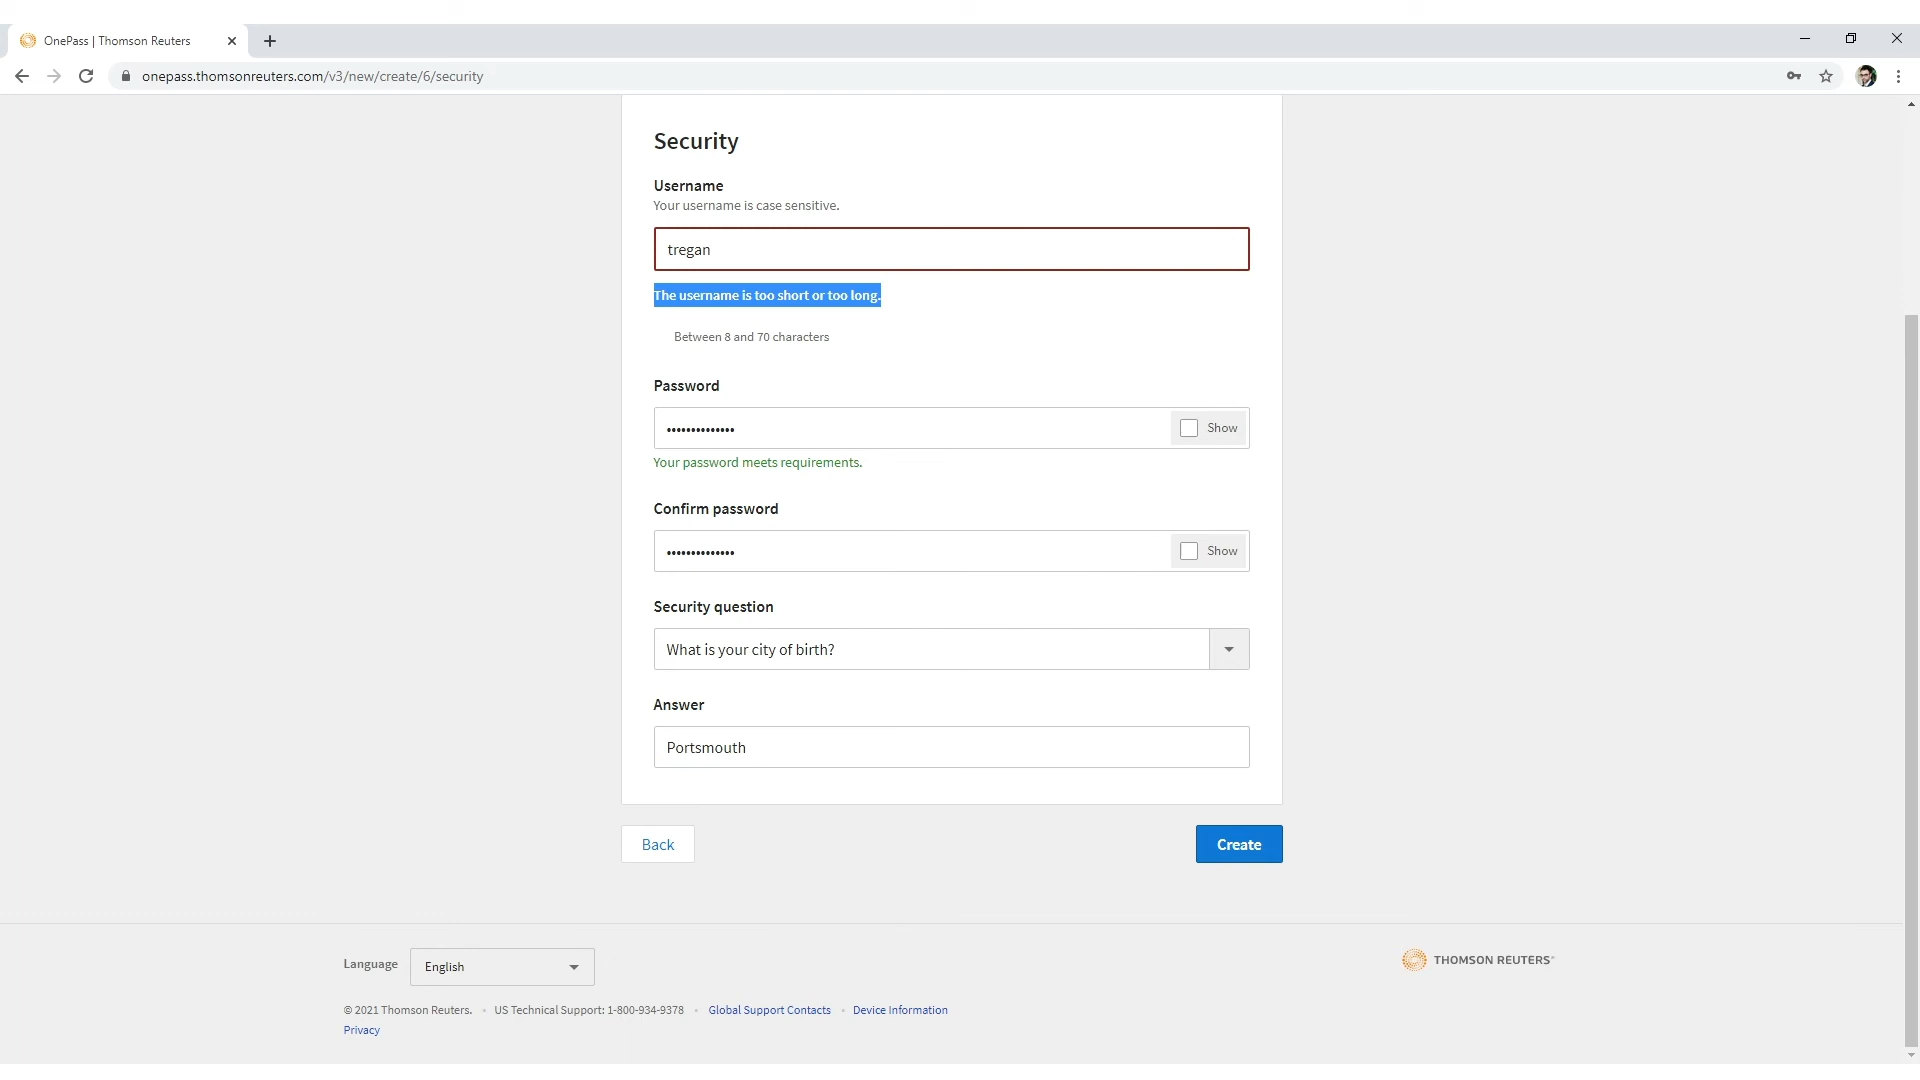 OnePass | Thomson Reuters
onepass.thomsonreuters.com/v3/new/create/6/security
Security
Username
Your username is case sensitive.
tregan
The username is too short or too long.
Between 8 and 70 characters
Password
•••••••••••••• Show
Your password meets requirements.
Confirm password
•••••••••••••• Show
Security question
What is your city of birth?
Answer
Portsmouth
Back Create
Language English THOMSON REUTERS
© 2021 Thomson Reuters. • US Technical Support: 1-800-934-9378 • Global Support Contacts • Device Information
Privacy